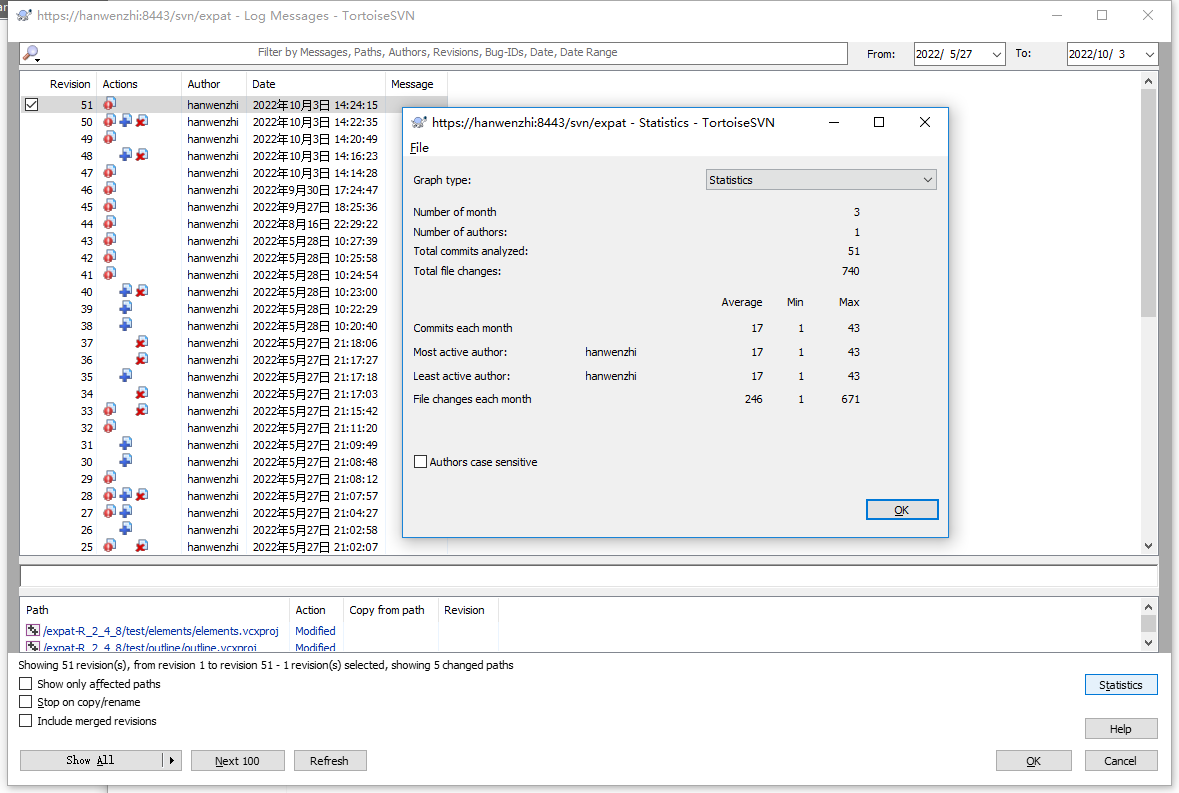 https://hanwenzhi:8443/svn/expat - Log Messages - TortoiseSVN
Filter by Messages, Paths, Authors, Revisions, Bug-IDs, Date, Date Range
From: 2022/ 5/27 To: 2022/10/ 3
Revision Actions Author Date Message
51 hanwenzhi 2022年10月3日 14:24:15
50 hanwenzhi 2022年10月3日 14:22:35
49 hanwenzhi 2022年10月3日 14:20:49
48 hanwenzhi 2022年10月3日 14:16:23
47 hanwenzhi 2022年10月3日 14:14:28
46 hanwenzhi 2022年9月30日 17:24:47
45 hanwenzhi 2022年9月27日 18:25:36
44 hanwenzhi 2022年8月16日 22:29:22
43 hanwenzhi 2022年5月28日 10:27:39
42 hanwenzhi 2022年5月28日 10:25:58
41 hanwenzhi 2022年5月28日 10:24:54
40 hanwenzhi 2022年5月28日 10:23:00
39 hanwenzhi 2022年5月28日 10:22:29
38 hanwenzhi 2022年5月28日 10:20:40
37 hanwenzhi 2022年5月27日 21:18:06
36 hanwenzhi 2022年5月27日 21:17:27
35 hanwenzhi 2022年5月27日 21:17:18
34 hanwenzhi 2022年5月27日 21:17:03
33 hanwenzhi 2022年5月27日 21:15:42
32 hanwenzhi 2022年5月27日 21:11:20
31 hanwenzhi 2022年5月27日 21:09:49
30 hanwenzhi 2022年5月27日 21:08:48
29 hanwenzhi 2022年5月27日 21:08:12
28 hanwenzhi 2022年5月27日 21:07:57
27 hanwenzhi 2022年5月27日 21:04:27
26 hanwenzhi 2022年5月27日 21:02:58
25 hanwenzhi 2022年5月27日 21:02:07
https://hanwenzhi:8443/svn/expat - Statistics - TortoiseSVN
File
Graph type: Statistics
Number of month 3
Number of authors: 1
Total commits analyzed: 51
Total file changes: 740
Average Min Max
Commits each month 17 1 43
Most active author: hanwenzhi 17 1 43
Least active author: hanwenzhi 17 1 43
File changes each month 246 1 671
Authors case sensitive
OK
Path Action Copy from path Revision
/expat-R_2_4_8/test/elements/elements.vcxproj Modified
/expat-R_2_4_8/test/outline/outline.vcxproj Modified
Showing 51 revision(s), from revision 1 to revision 51 - 1 revision(s) selected, showing 5 changed paths
Show only affected paths
Statistics
Stop on copy/rename
Include merged revisions
Help
Show All Next 100 Refresh OK Cancel